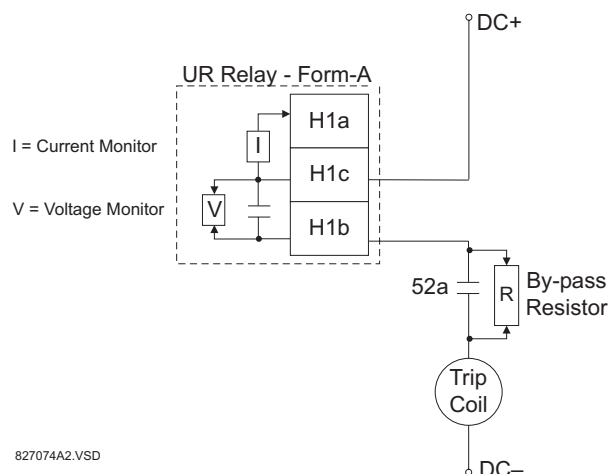 DC+
UR Relay - Form-A
I = Current Monitor
V = Voltage Monitor
I
V
H1a
H1c
H1b
52a
R
By-pass
Resistor
Trip
Coil
827074A2.VSD
DC–